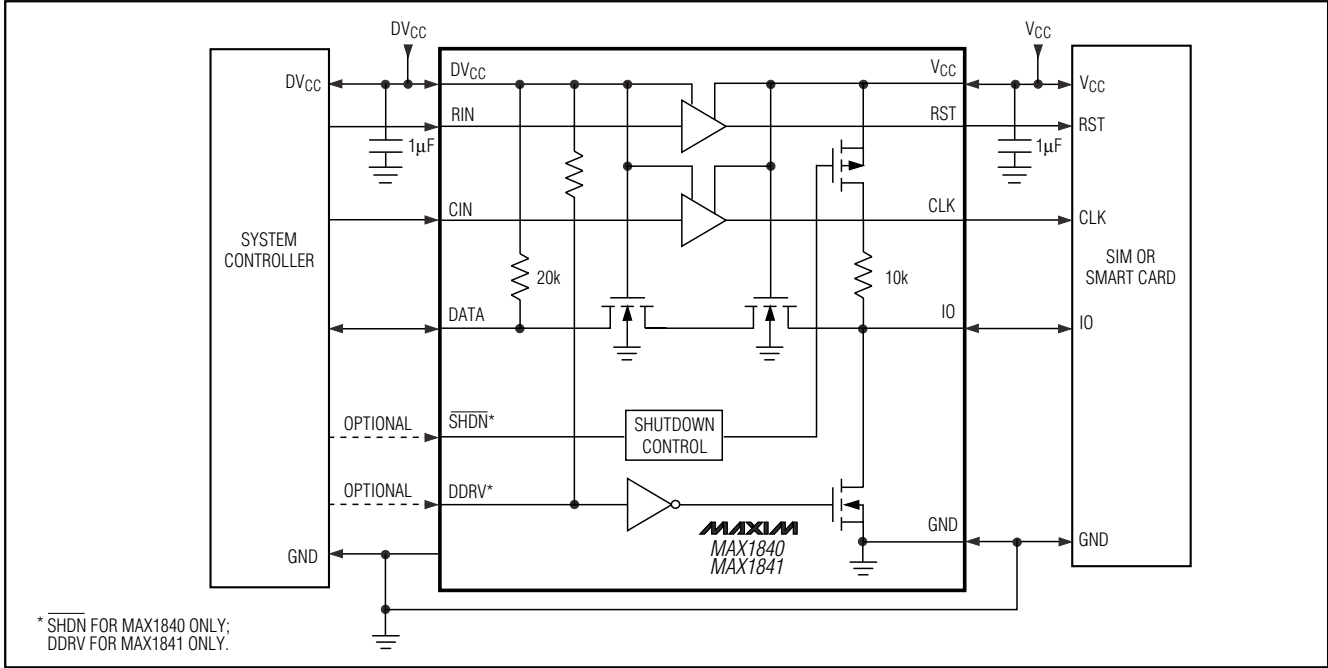 DVCC
VCC
DVCC
DVCC
VCC
VCC
RIN
RST
RST
1µF
1µF
CIN
CLK
CLK
SYSTEM
CONTROLLER
SIM OR
SMART CARD
20k
10k
DATA
IO
IO
OPTIONAL
SHDN*
SHUTDOWN
CONTROL
OPTIONAL
DDRV*
MAXIM
MAX1840
MAX1841
GND
GND
GND
* SHDN FOR MAX1840 ONLY;
DDRV FOR MAX1841 ONLY.